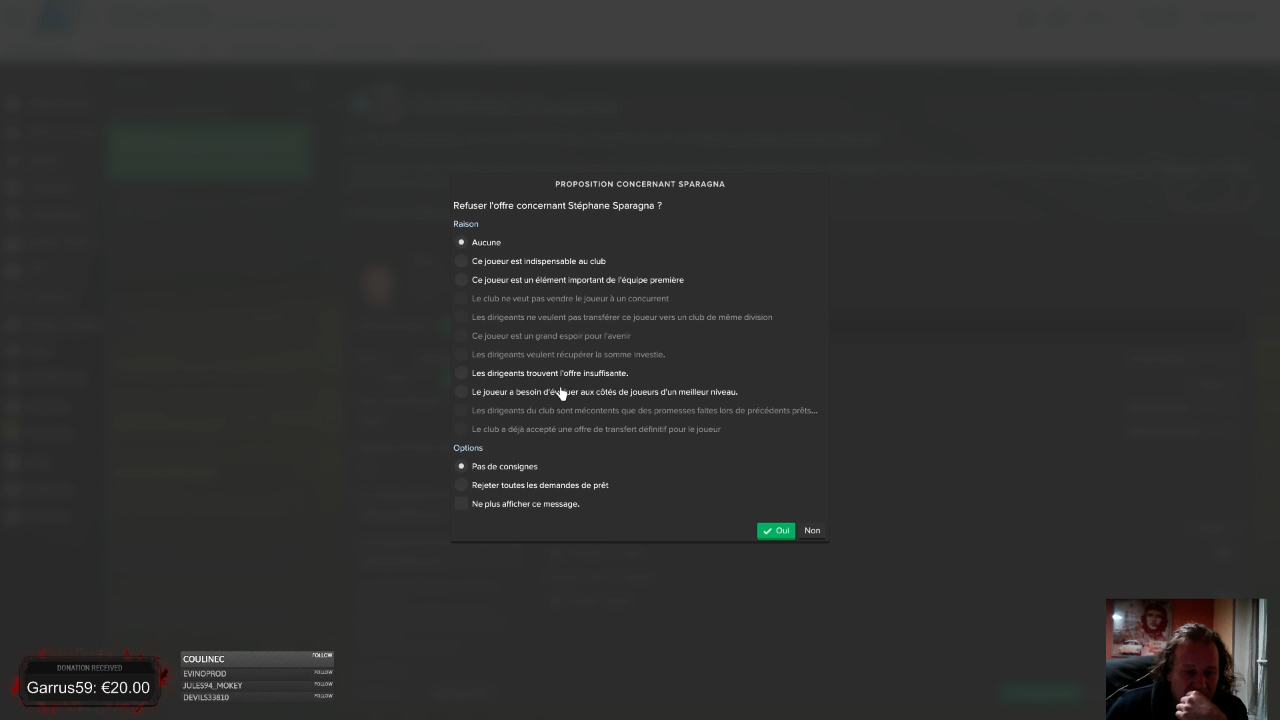 PROPOSITION CONCERNANT SPARAGNA
Refuser l'offre concernant Stéphane Sparagna ?
Raison
Aucune
Ce joueur est indispensable au club
Ce joueur est un élément important de l'équipe première
Le club ne veut pas vendre le joueur à un concurrent
Les dirigeants ne veulent pas transférer ce joueur vers un club de même division
Ce joueur est un grand espoir pour l'avenir
Les dirigeants veulent récupérer la somme investie.
Les dirigeants trouvent l'offre insuffisante.
Le joueur a besoin d'évoluer aux côtés de joueurs d'un meilleur niveau.
Les dirigeants du club sont mécontents que des promesses faites lors de précédents prêts...
Le club a déjà accepté une offre de transfert définitif pour le joueur
Options
Pas de consignes
Rejeter toutes les demandes de prêt
Ne plus afficher ce message.
Oui Non
DONATION RECEIVED
Garrus59: €20.00
COULINEC FOLLOW
EVINOPROD FOLLOW
JULES94_MOKEY FOLLOW
DEVILS33810 FOLLOW